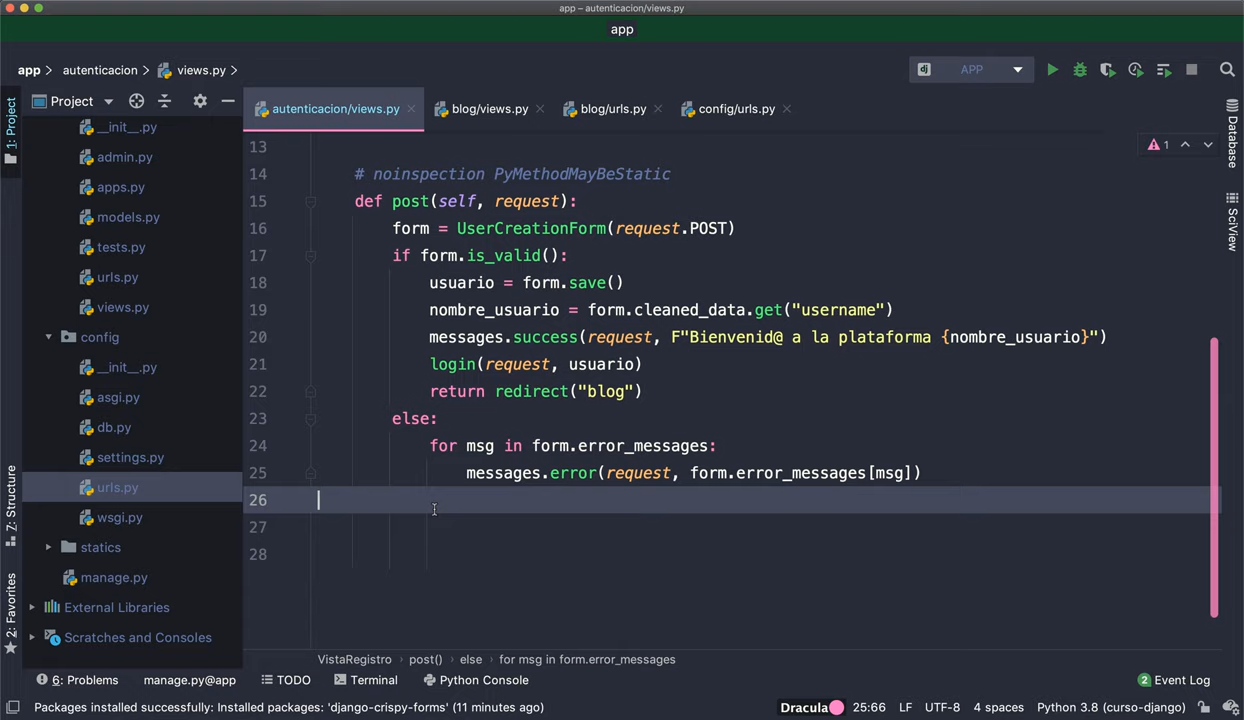 app – autenticacion/views.py
app
app autenticacion views.py
APP
1: Project
Project
autenticacion/views.py
blog/views.py
blog/urls.py
config/urls.py
Database
SciView
__init__.py
admin.py
apps.py
models.py
tests.py
urls.py
views.py
config
__init__.py
asgi.py
db.py
settings.py
urls.py
wsgi.py
statics
manage.py
External Libraries
Scratches and Consoles
Z: Structure
2: Favorites
1
13
14 # noinspection PyMethodMayBeStatic
15 def post(self, request):
16 form = UserCreationForm(request.POST)
17 if form.is_valid():
18 usuario = form.save()
19 nombre_usuario = form.cleaned_data.get("username")
20 messages.success(request, F"Bienvenid@ a la plataforma {nombre_usuario}")
21 login(request, usuario)
22 return redirect("blog")
23 else:
24 for msg in form.error_messages:
25 messages.error(request, form.error_messages[msg])
26
27
28
VistaRegistro post() else for msg in form.error_messages
6: Problems manage.py@app TODO Terminal Python Console 2 Event Log
Packages installed successfully: Installed packages: 'django-crispy-forms' (11 minutes ago) Dracula 25:66 LF UTF-8 4 spaces Python 3.8 (curso-django)